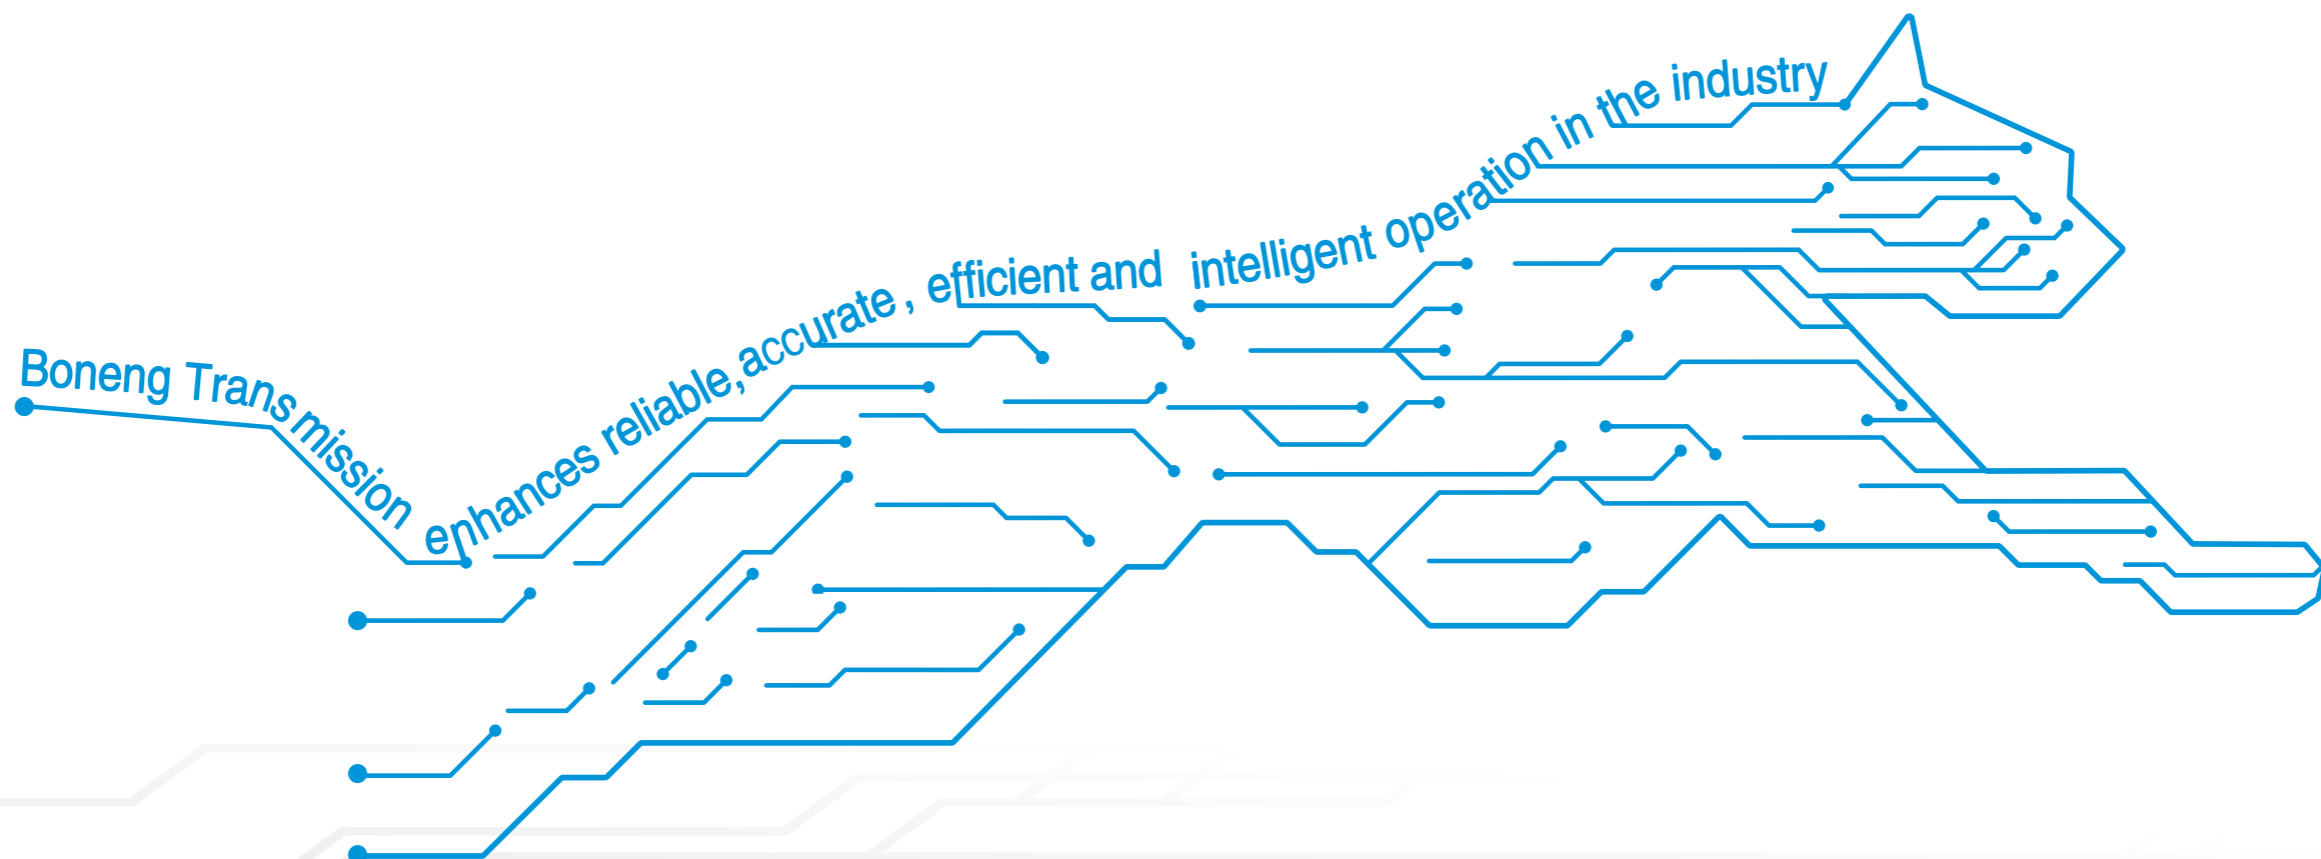 Boneng Transmission enhances reliable, accurate, efficient and intelligent operation in the industry